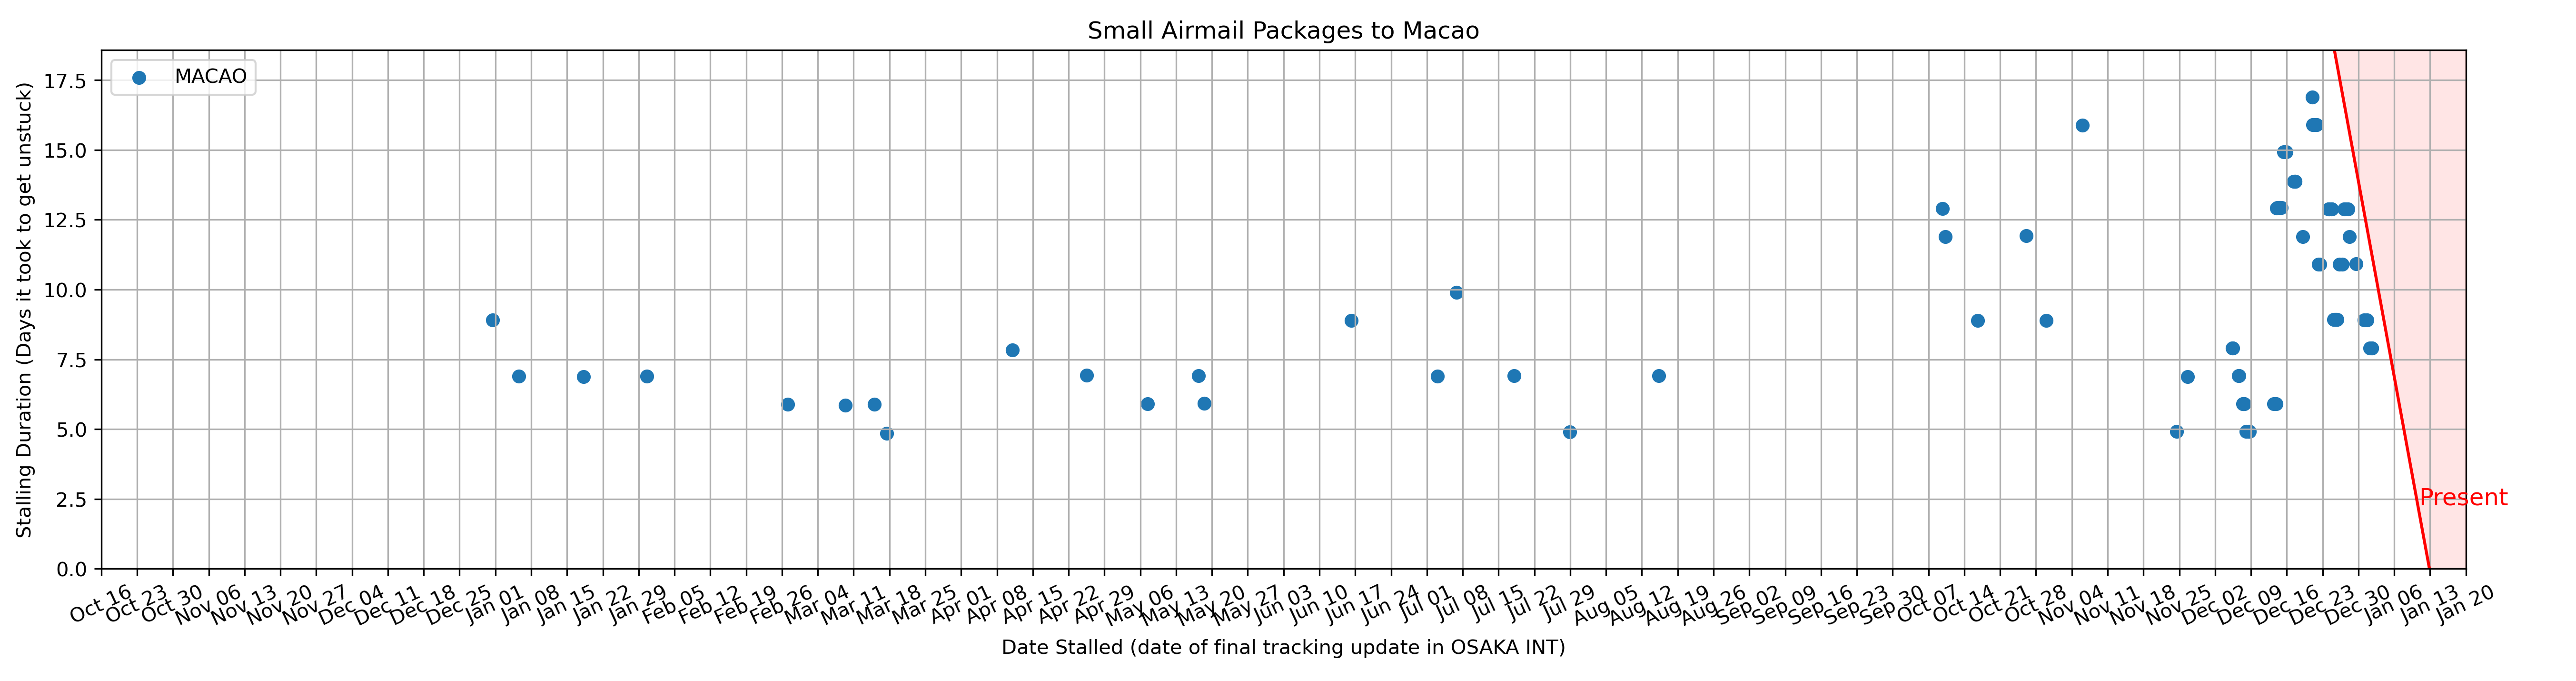 Small Airmail Packages to Macao
MACAO
Stalling Duration (Days it took to get unstuck)
17.5
15.0
12.5
10.0
7.5
5.0
2.5
0.0
Present
Oct 16 Oct 23 Oct 30 Nov 06 Nov 13 Nov 20 Nov 27 Dec 04 Dec 11 Dec 18 Dec 25 Jan 01 Jan 08 Jan 15 Jan 22 Jan 29 Feb 05 Feb 12 Feb 19 Feb 26 Mar 04 Mar 11 Mar 18 Mar 25 Apr 01 Apr 08 Apr 15 Apr 22 Apr 29 May 06 May 13 May 20 May 27 Jun 03 Jun 10 Jun 17 Jun 24 Jul 01 Jul 08 Jul 15 Jul 22 Jul 29 Aug 05 Aug 12 Aug 19 Aug 26 Sep 02 Sep 09 Sep 16 Sep 23 Sep 30 Oct 07 Oct 14 Oct 21 Oct 28 Nov 04 Nov 11 Nov 18 Nov 25 Dec 02 Dec 09 Dec 16 Dec 23 Dec 30 Jan 06 Jan 13 Jan 20
Date Stalled (date of final tracking update in OSAKA INT)